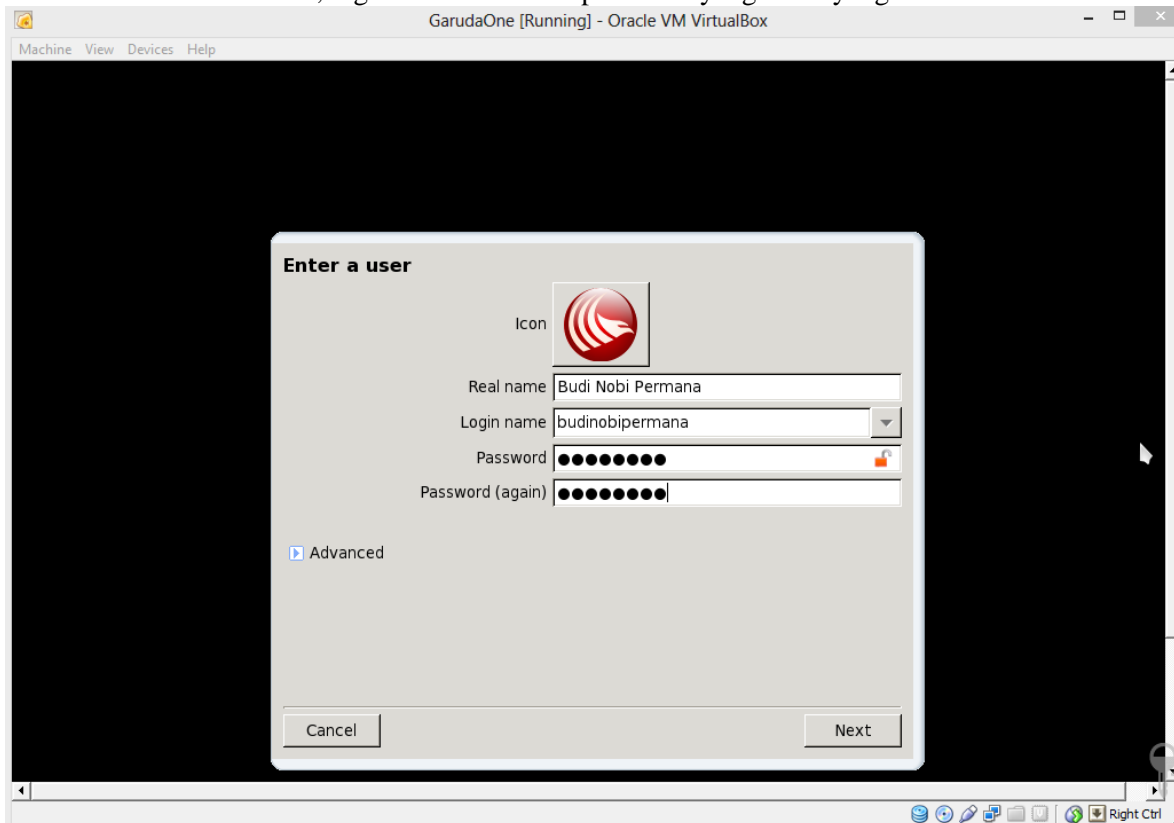 GarudaOne [Running] - Oracle VM VirtualBox
Machine View Devices Help
Enter a user
Icon
Real name Budi Nobi Permana
Login name budinobipermana
Password ●●●●●●●●
Password (again) ●●●●●●●●
Advanced
Cancel Next
Right Ctrl